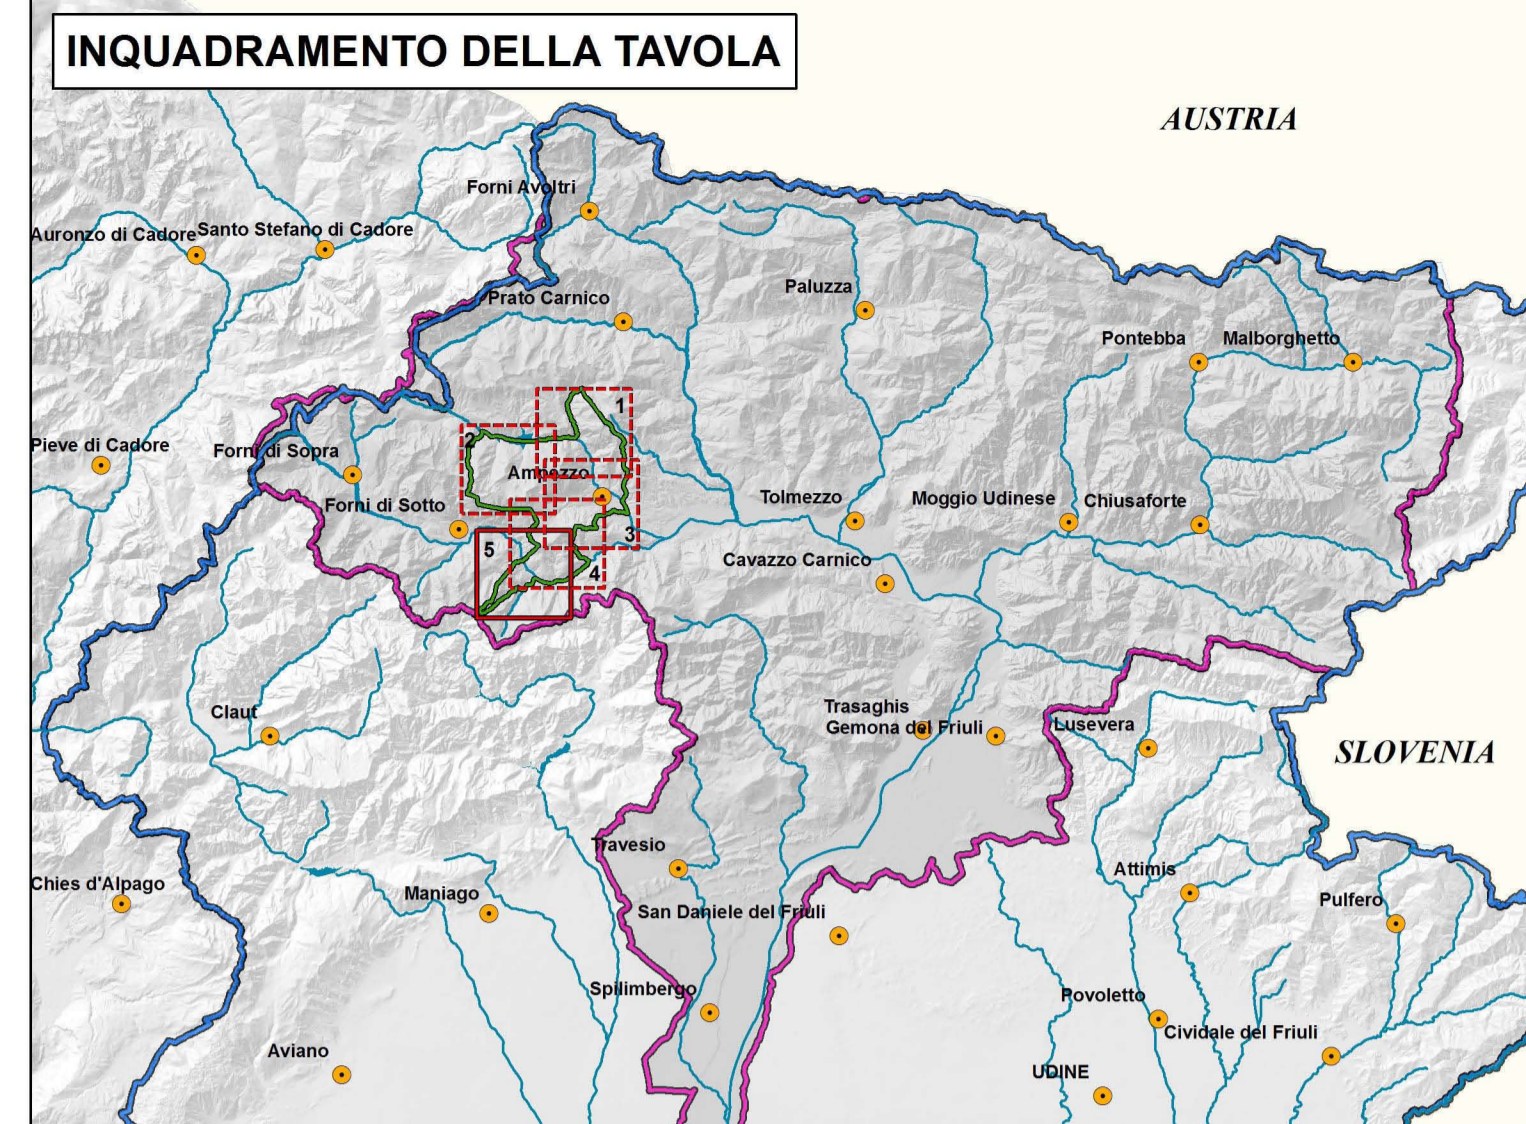 INQUADRAMENTO DELLA TAVOLA
AUSTRIA
Forni Avoltri
Auronzo di Cadore
Santo Stefano di Cadore
Prato Carnico
Paluzza
Pontebba
Malborghetto
1
2
Pieve di Cadore
Forni di Sopra
Ampezzo
Forni di Sotto
Tolmezzo
Moggio Udinese
Chiusaforte
3
5
4
Cavazzo Carnico
Claut
Trasaghis
Gemona del Friuli
Lusevera
SLOVENIA
Travesio
Attimis
Chies d'Alpago
Maniago
Pulfero
San Daniele del Friuli
Spilimbergo
Povoletto
Cividale del Friuli
Aviano
UDINE